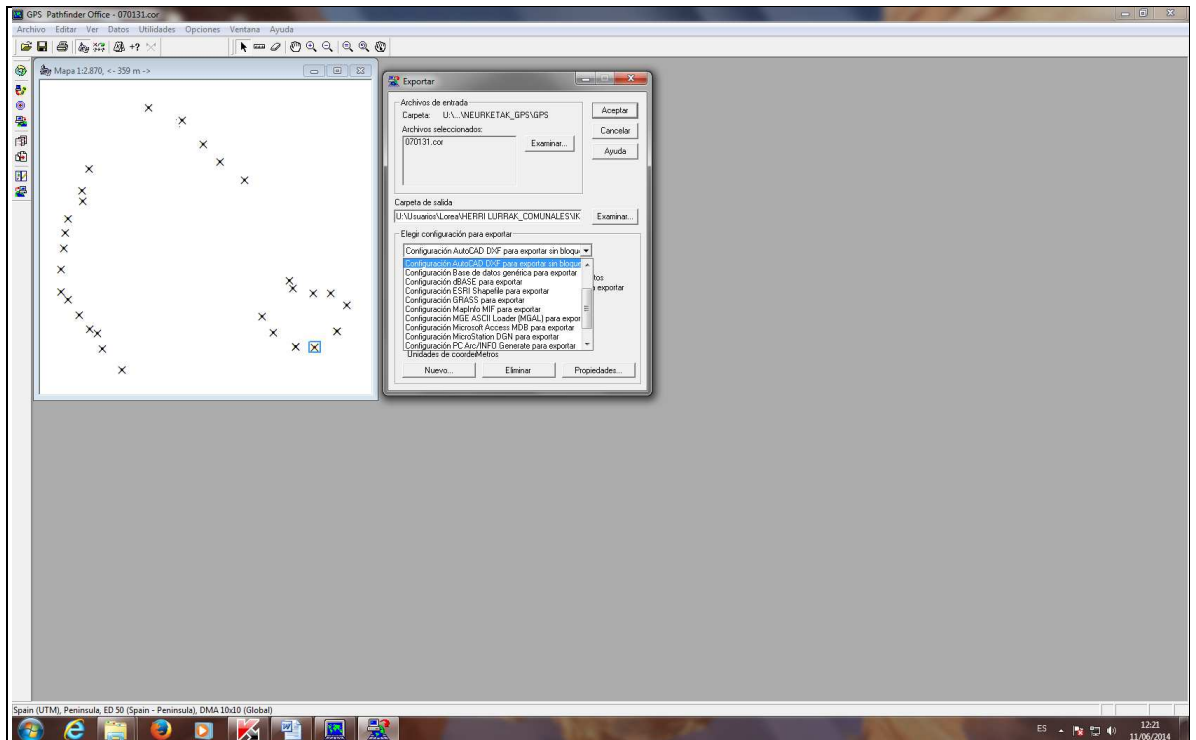 GPS Pathfinder Office - 070131.cor
Archivo Editar Ver Datos Utilidades Opciones Ventana Ayuda
Mapa 1:2.870, <- 359 m ->
Exportar
Archivos de entrada
Carpeta: U:\...\NEURKETAK_GPS\GPS
Archivos seleccionados:
070131.cor
Examinar...
Aceptar
Cancelar
Ayuda
Carpeta de salida
U:\Usuarios\Lorea\HERRI LURRAK_COMUNALES\IK
Examinar...
Elegir configuración para exportar
Configuración AutoCAD DXF para exportar sin bloqu
Configuración AutoCAD DXF para exportar sin bloque
Configuración Base de datos genérica para exportar
Configuración dBASE para exportar
Configuración ESRI Shapefile para exportar
Configuración GRASS para exportar
Configuración MapInfo MIF para exportar
Configuración MGE ASCII Loader (MGAL) para expor
Configuración Microsoft Access MDB para exportar
Configuración MicroStation DGN para exportar
Configuración PC Arc/INFO Generate para exportar
tos
exportar
Unidades de coorde Metros
Nuevo...
Eliminar
Propiedades...
Spain (UTM), Peninsula, ED 50 (Spain - Peninsula), DMA 10x10 (Global)
ES
12:21
11/06/2014